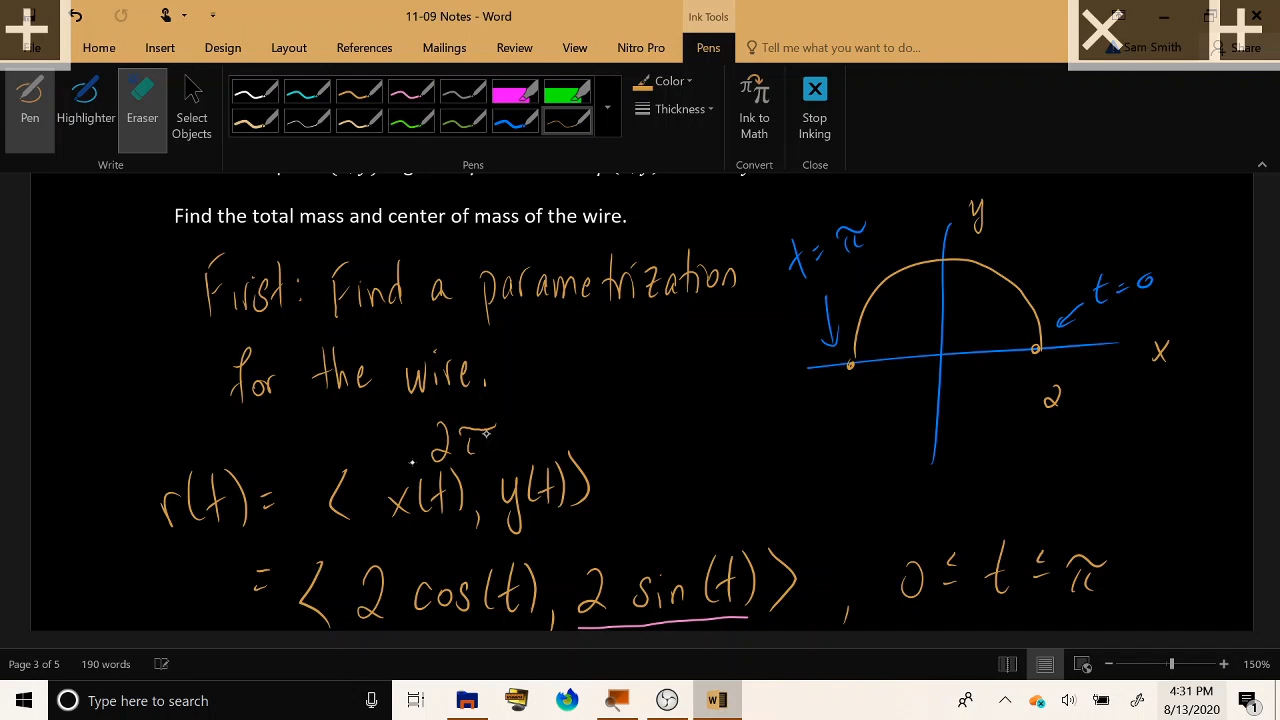 11-09 Notes - Word
Ink Tools
File Home Insert Design Layout References Mailings Review View Nitro Pro Pens Tell me what you want to do... Sam Smith Share
Pen Highlighter Eraser Select Objects
Color
Thickness
Ink to Math
Stop Inking
Write Pens Convert Close
Find the total mass and center of mass of the wire.
First: Find a parametrization
for the wire.
2π
r(t) = ⟨ x(t), y(t)⟩
= ⟨ 2 cos(t), 2 sin(t)⟩ , 0 ≤ t ≤ π
y
t = π
t = 0
x
2
Page 3 of 5 190 words 150%
Type here to search
4:31 PM
8/13/2020
1